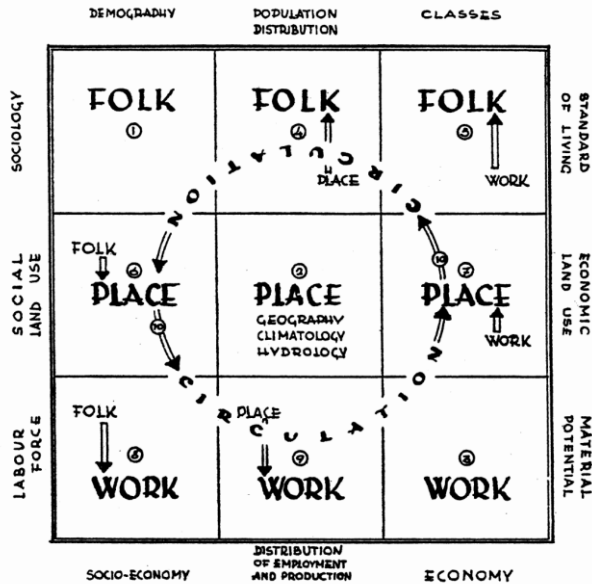 DEMOGRAPHY
POPULATION
DISTRIBUTION
CLASSES
SOCIOLOGY
FOLK
1
FOLK
4
PLACE
FOLK
5
WORK
STANDARD
OF LIVING
CIRCULATION
SOCIAL
LAND USE
FOLK
6
PLACE
10
2
PLACE
GEOGRAPHY
CLIMATOLOGY
HYDROLOGY
10
7
PLACE
WORK
ECONOMIC
LAND USE
CIRCULATION
LABOUR
FORCE
FOLK
8
WORK
PLACE
9
WORK
3
WORK
MATERIAL
POTENTIAL
SOCIO-ECONOMY
DISTRIBUTION
OF EMPLOYMENT
AND PRODUCTION
ECONOMY